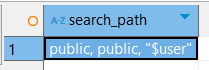 A-Z search_path
1 public, public, "$user"